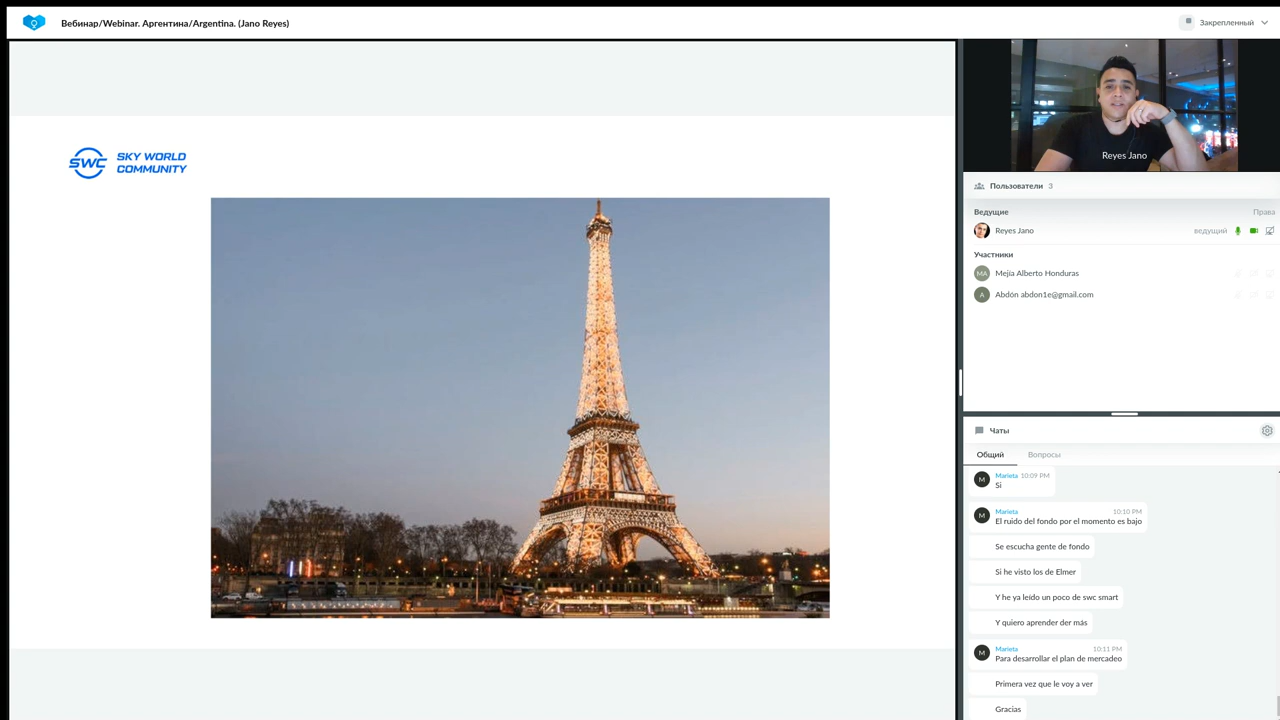 Вебинар/Webinar. Аргентина/Argentina. (Jano Reyes)
Закрепленный
SWC SKY WORLD
COMMUNITY
Reyes Jano
Пользователи 3
Ведущие Права
Reyes Jano ведущий
Участники
MA Mejía Alberto Honduras
A Abdón abdon1e@gmail.com
Чаты
Общий Вопросы
M Marieta 10:09 PM
Si
M Marieta 10:10 PM
El ruido del fondo por el momento es bajo
Se escucha gente de fondo
Si he visto los de Elmer
Y he ya leído un poco de swc smart
Y quiero aprender der más
M Marieta 10:11 PM
Para desarrollar el plan de mercadeo
Primera vez que le voy a ver
Gracias